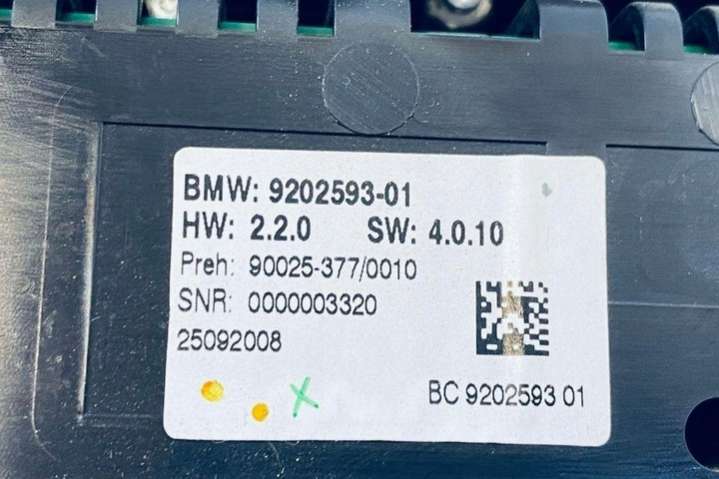 BMW: 9202593-01
HW: 2.2.0 SW: 4.0.10
Preh: 90025-377/0010
SNR: 0000003320
25092008
BC 9202593 01